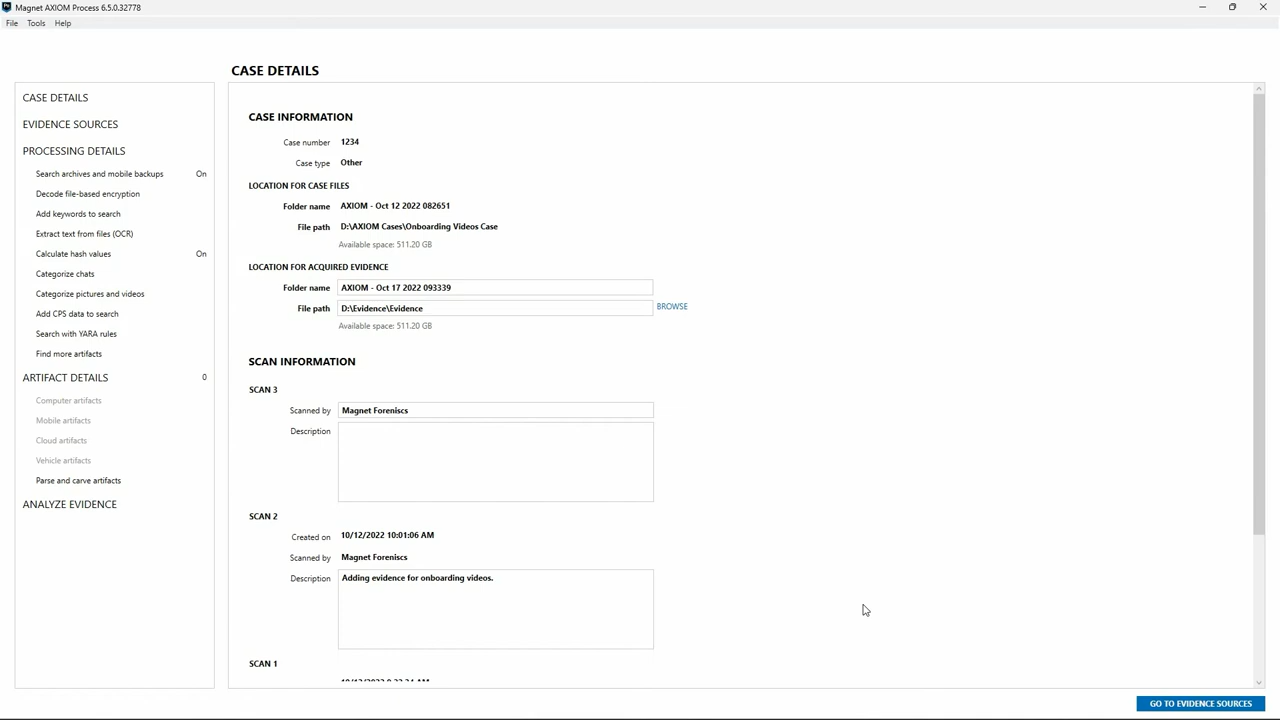 Magnet AXIOM Process 6.5.0.32778
File Tools Help
CASE DETAILS
CASE DETAILS
EVIDENCE SOURCES
PROCESSING DETAILS
Search archives and mobile backups On
Decode file-based encryption
Add keywords to search
Extract text from files (OCR)
Calculate hash values On
Categorize chats
Categorize pictures and videos
Add CPS data to search
Search with YARA rules
Find more artifacts
ARTIFACT DETAILS 0
Computer artifacts
Mobile artifacts
Cloud artifacts
Vehicle artifacts
Parse and carve artifacts
ANALYZE EVIDENCE
CASE INFORMATION
Case number 1234
Case type Other
LOCATION FOR CASE FILES
Folder name AXIOM - Oct 12 2022 082651
File path D:\AXIOM Cases\Onboarding Videos Case
Available space: 511.20 GB
LOCATION FOR ACQUIRED EVIDENCE
Folder name AXIOM - Oct 17 2022 093339
File path D:\Evidence\Evidence BROWSE
Available space: 511.20 GB
SCAN INFORMATION
SCAN 3
Scanned by Magnet Foreniscs
Description
SCAN 2
Created on 10/12/2022 10:01:06 AM
Scanned by Magnet Foreniscs
Description Adding evidence for onboarding videos.
SCAN 1
GO TO EVIDENCE SOURCES